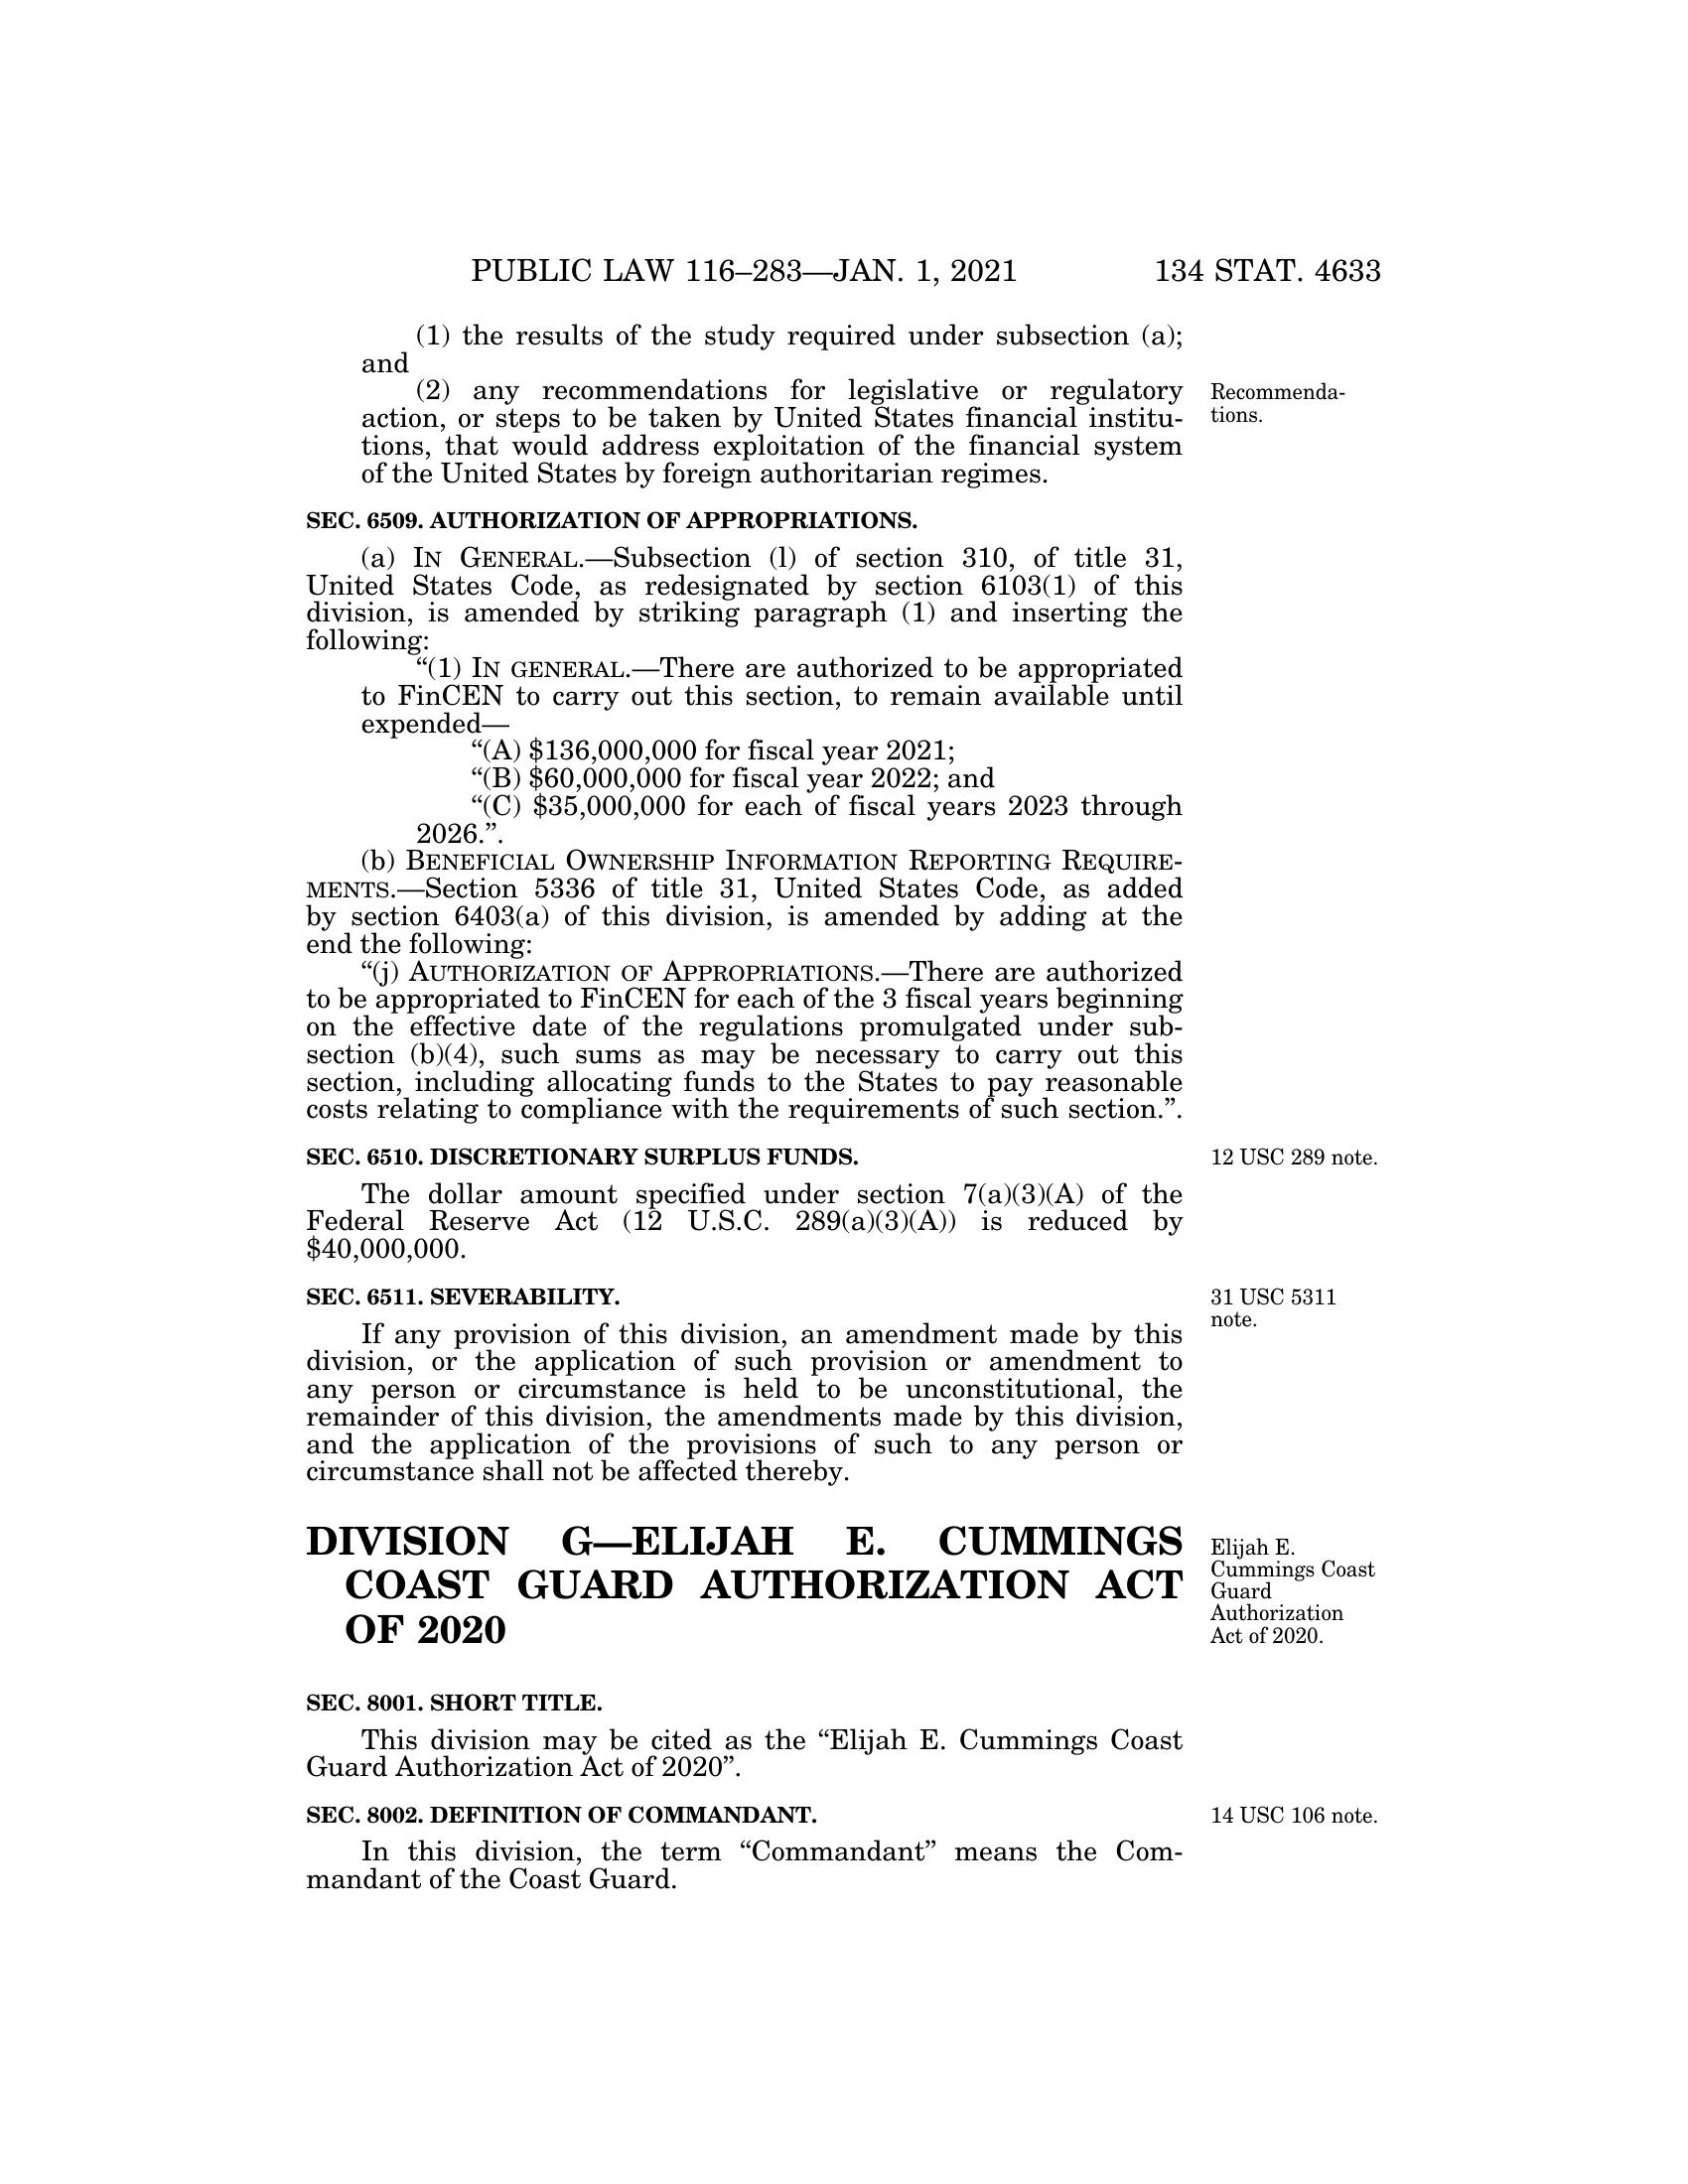 PUBLIC LAW 116–283—JAN. 1, 2021 134 STAT. 4633
(1) the results of the study required under subsection (a);
and
(2) any recommendations for legislative or regulatory
action, or steps to be taken by United States financial institu-
tions, that would address exploitation of the financial system
of the United States by foreign authoritarian regimes.
Recommenda-
tions.
SEC. 6509. AUTHORIZATION OF APPROPRIATIONS.
(a) IN GENERAL.—Subsection (l) of section 310, of title 31,
United States Code, as redesignated by section 6103(1) of this
division, is amended by striking paragraph (1) and inserting the
following:
“(1) IN GENERAL.—There are authorized to be appropriated
to FinCEN to carry out this section, to remain available until
expended—
“(A) $136,000,000 for fiscal year 2021;
“(B) $60,000,000 for fiscal year 2022; and
“(C) $35,000,000 for each of fiscal years 2023 through
2026.”.
(b) BENEFICIAL OWNERSHIP INFORMATION REPORTING REQUIRE-
MENTS.—Section 5336 of title 31, United States Code, as added
by section 6403(a) of this division, is amended by adding at the
end the following:
“(j) AUTHORIZATION OF APPROPRIATIONS.—There are authorized
to be appropriated to FinCEN for each of the 3 fiscal years beginning
on the effective date of the regulations promulgated under sub-
section (b)(4), such sums as may be necessary to carry out this
section, including allocating funds to the States to pay reasonable
costs relating to compliance with the requirements of such section.”.
SEC. 6510. DISCRETIONARY SURPLUS FUNDS.
12 USC 289 note.
The dollar amount specified under section 7(a)(3)(A) of the
Federal Reserve Act (12 U.S.C. 289(a)(3)(A)) is reduced by
$40,000,000.
SEC. 6511. SEVERABILITY.
31 USC 5311
note.
If any provision of this division, an amendment made by this
division, or the application of such provision or amendment to
any person or circumstance is held to be unconstitutional, the
remainder of this division, the amendments made by this division,
and the application of the provisions of such to any person or
circumstance shall not be affected thereby.
DIVISION G—ELIJAH E. CUMMINGS
COAST GUARD AUTHORIZATION ACT
OF 2020
Elijah E.
Cummings Coast
Guard
Authorization
Act of 2020.
SEC. 8001. SHORT TITLE.
This division may be cited as the “Elijah E. Cummings Coast
Guard Authorization Act of 2020”.
SEC. 8002. DEFINITION OF COMMANDANT.
14 USC 106 note.
In this division, the term “Commandant” means the Com-
mandant of the Coast Guard.